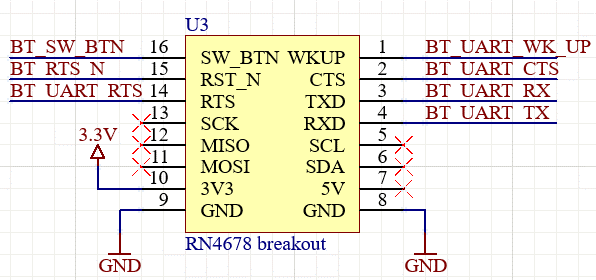 U3
BT_SW_BTN 16 SW_BTN WKUP 1 BT_UART_WK_UP
BT_RTS_N 15 RST_N CTS 2 BT_UART_CTS
BT_UART_RTS 14 RTS TXD 3 BT_UART_RX
13 SCK RXD 4 BT_UART_TX
12 MISO SCL 5
3.3V 11 MOSI SDA 6
10 3V3 5V 7
9 GND GND 8
RN4678 breakout
GND GND